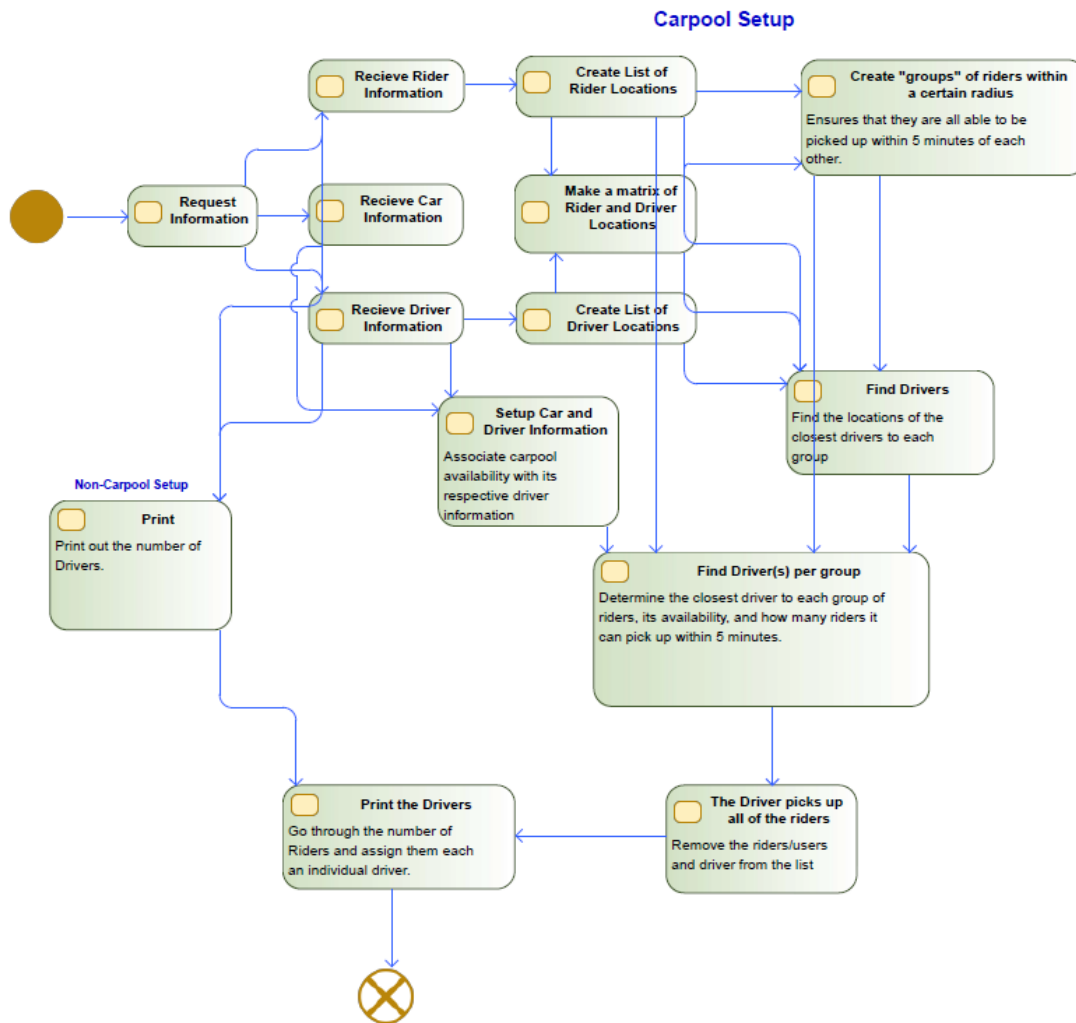 Carpool Setup
Recieve Rider
Information
Create List of
Rider Locations
Create "groups" of riders within
a certain radius
Ensures that they are all able to be
picked up within 5 minutes of each
other.
Request
Information
Recieve Car
Information
Make a matrix of
Rider and Driver
Locations
Recieve Driver
Information
Create List of
Driver Locations
Find Drivers
Find the locations of the
closest drivers to each
group
Setup Car and
Driver Information
Associate carpool
availability with its
respective driver
information
Non-Carpool Setup
Print
Print out the number of
Drivers.
Find Driver(s) per group
Determine the closest driver to each group of
riders, its availability, and how many riders it
can pick up within 5 minutes.
Print the Drivers
Go through the number of
Riders and assign them each
an individual driver.
The Driver picks up
all of the riders
Remove the riders/users
and driver from the list